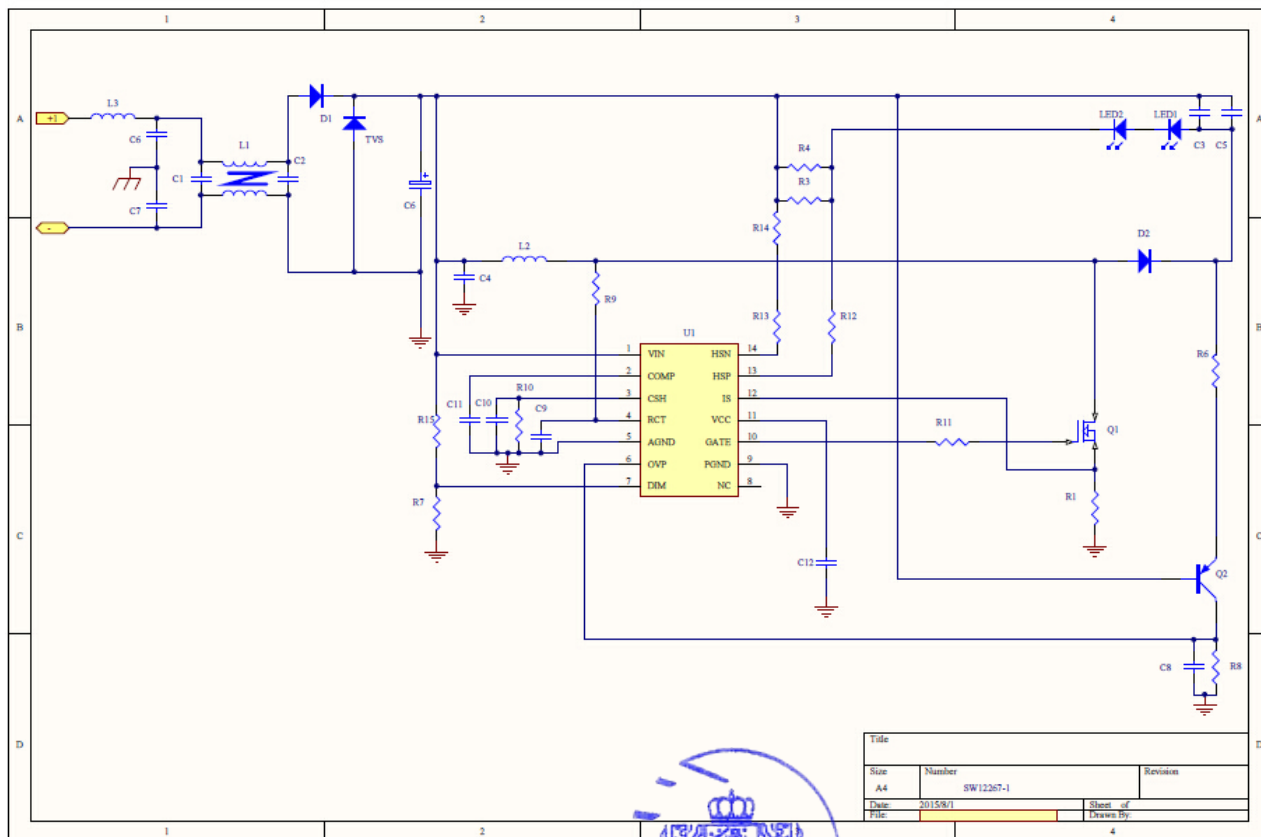 1 2 3 4
A A
L3
+1
D1
TVS
LED2 LED1
C6
L1
C2
C3 C5
C1
R4
+
R3
C7
C6
-
R14
D2
L2
C4
R9
B
R13 R12
U1
R6
1 VIN HSN 14
2 COMP HSP 13
3 CSH IS 12
4 RCT VCC 11
5 AGND GATE 10
6 OVP PGND 9
7 DIM NC 8
R10
C11 C10 C9
R15
R11
Q1
R7
R1
C C
C12
Q2
C8 R8
D D
Title
Size Number Revision
A4 SW12267-1
Date: 2015/8/1 Sheet of
File: Drawn By:
1 2 4